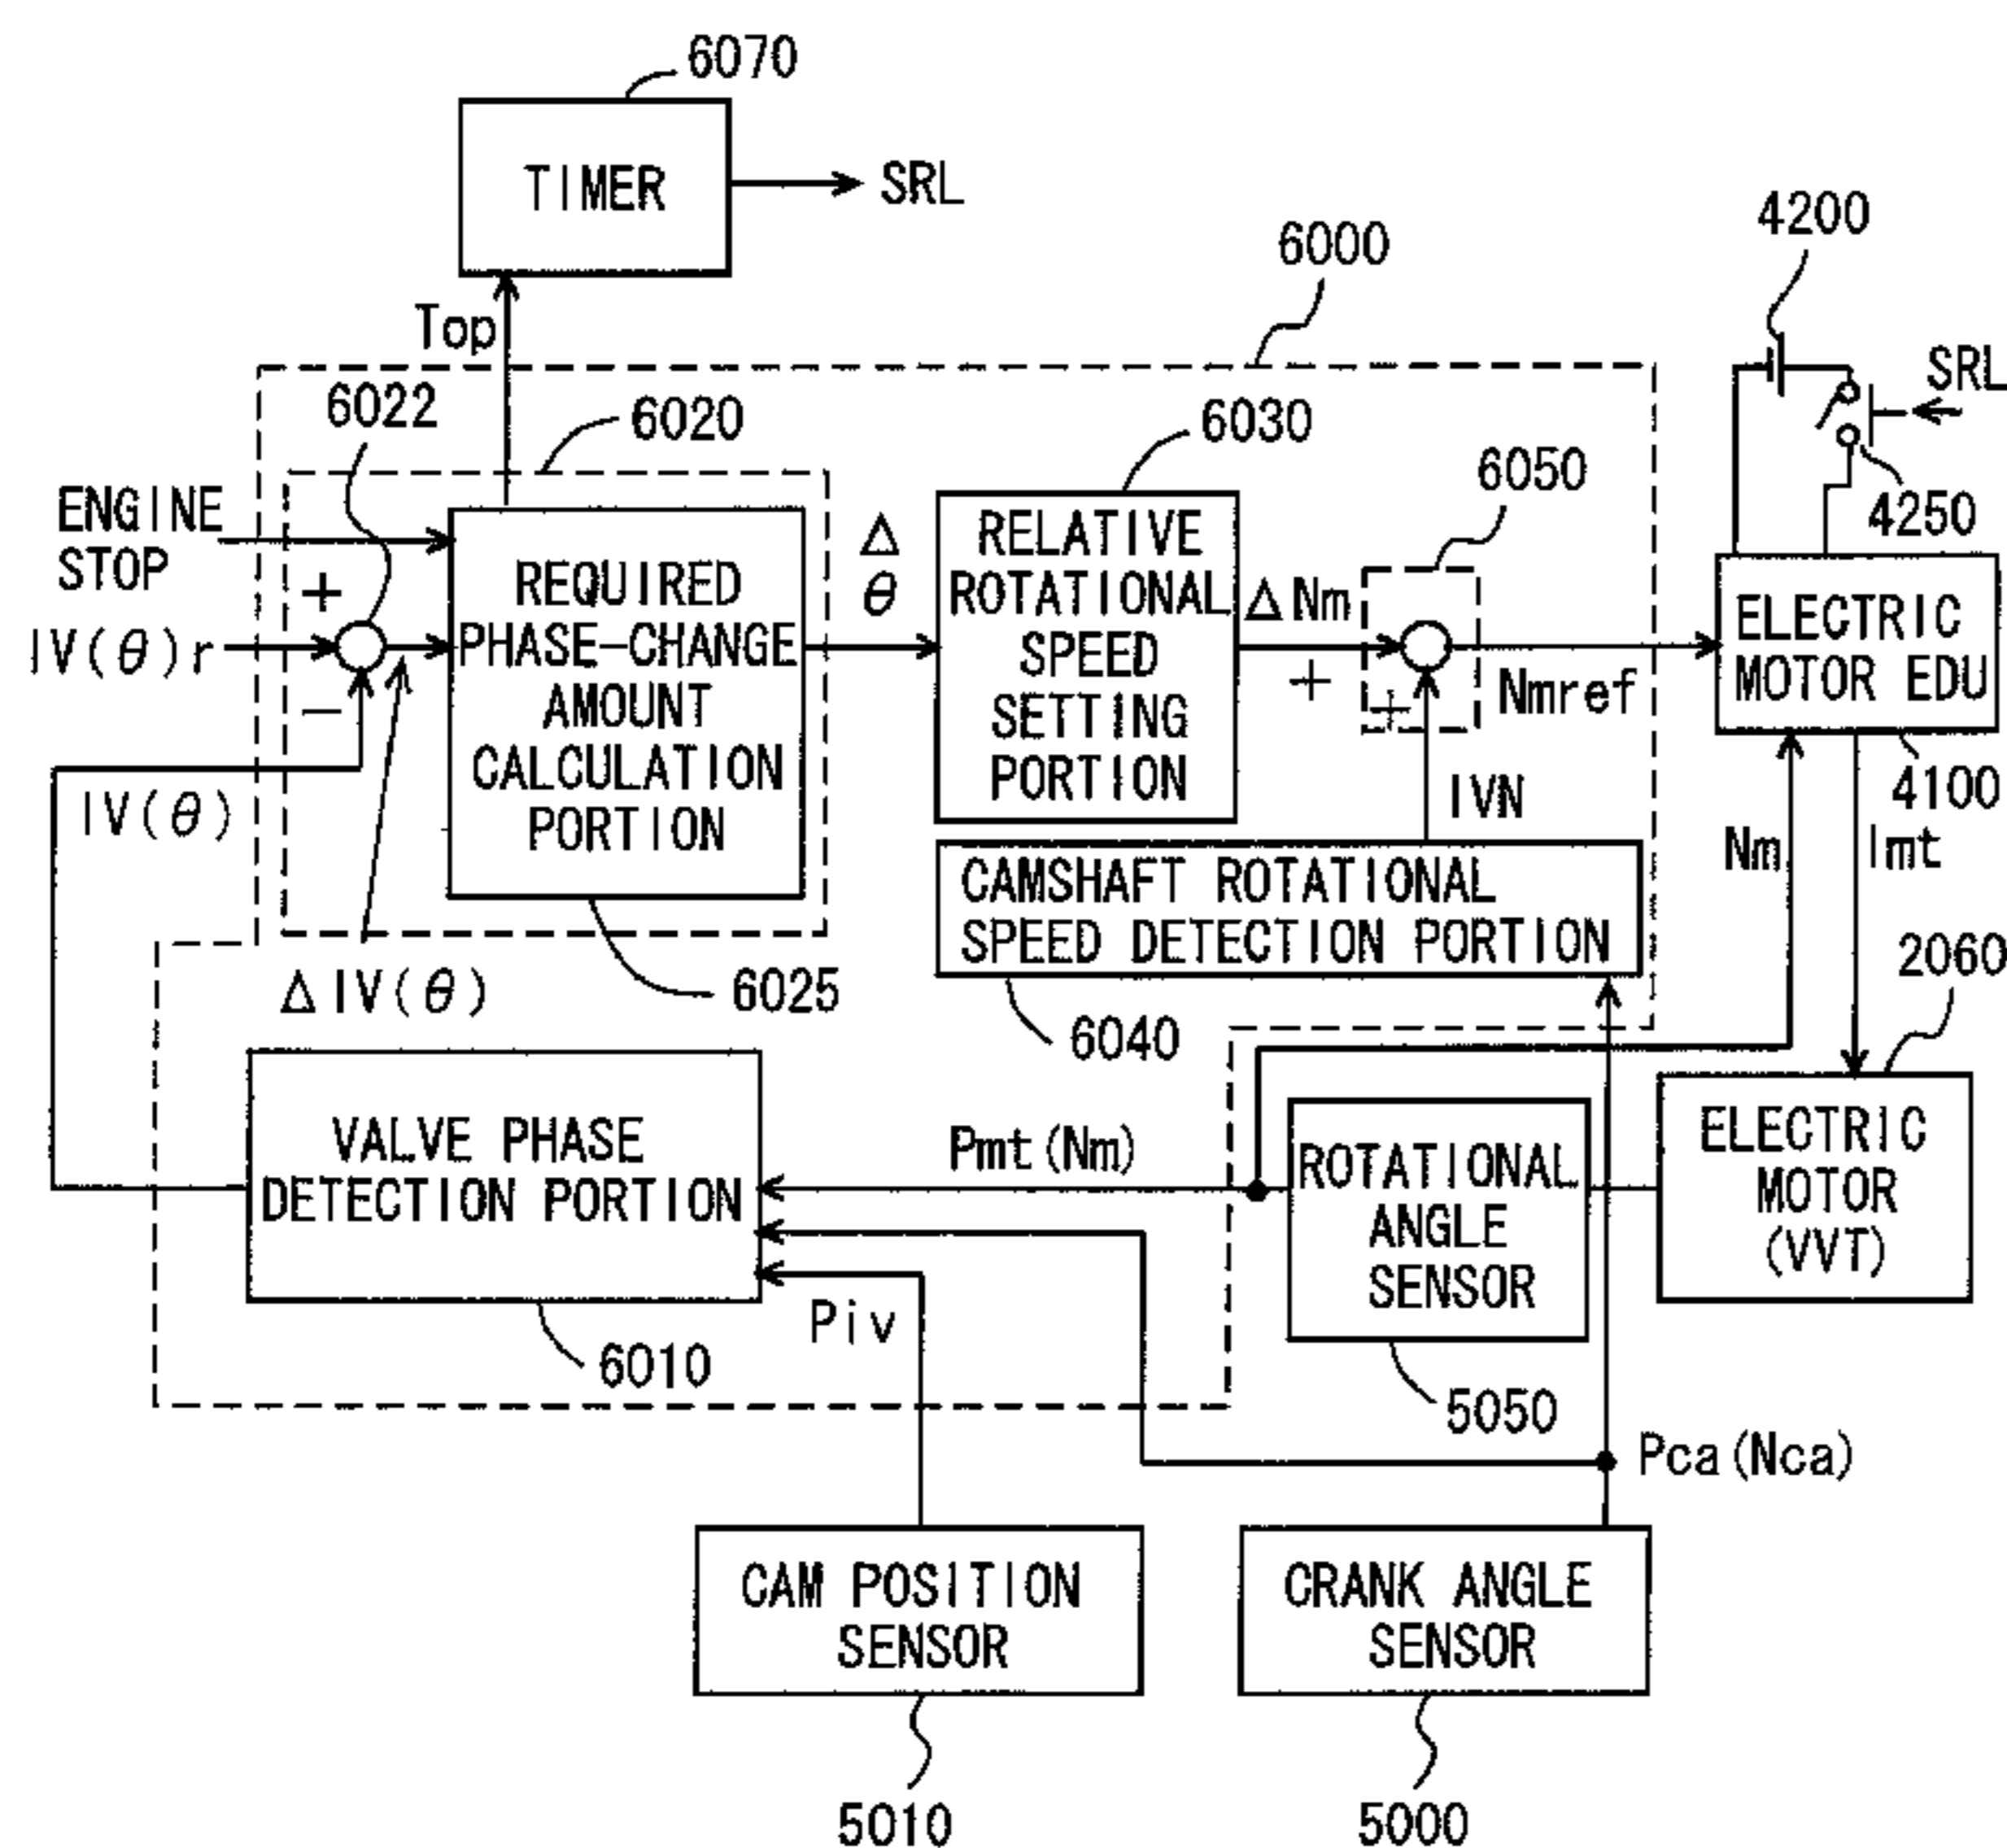 6070
TIMER
SRL
4200
6000
Top
6022
6020
6030
SRL
6050
ENGINE
STOP
4250
Δ
θ
RELATIVE
ROTATIONAL
SPEED
SETTING
PORTION
REQUIRED
PHASE-CHANGE
AMOUNT
CALCULATION
PORTION
+
ΔNm
ELECTRIC
MOTOR EDU
IV(θ)r
−
+
+
Nmref
IV(θ)
IVN
4100
Nm
Imt
CAMSHAFT ROTATIONAL
SPEED DETECTION PORTION
ΔIV(θ)
6025
6040
2060
VALVE PHASE
DETECTION PORTION
Pmt(Nm)
ROTATIONAL
ANGLE
SENSOR
ELECTRIC
MOTOR
(VVT)
Piv
6010
5050
Pca(Nca)
CAM POSITION
SENSOR
CRANK ANGLE
SENSOR
5010
5000